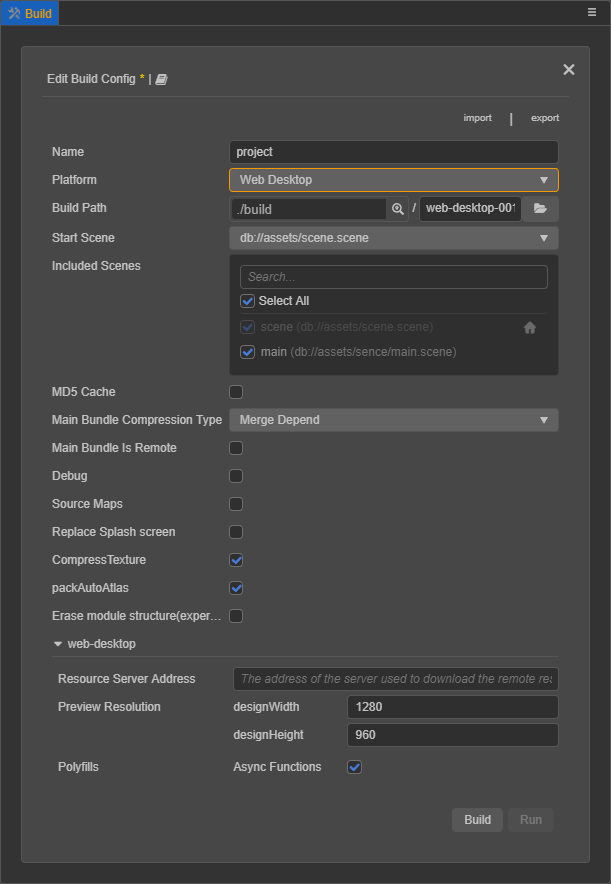 Build
Edit Build Config * |
import | export
Name project
Platform Web Desktop
Build Path ./build / web-desktop-001
Start Scene db://assets/scene.scene
Included Scenes
Search...
Select All
scene (db://assets/scene.scene)
main (db://assets/sence/main.scene)
MD5 Cache
Main Bundle Compression Type Merge Depend
Main Bundle Is Remote
Debug
Source Maps
Replace Splash screen
CompressTexture
packAutoAtlas
Erase module structure(exper...
web-desktop
Resource Server Address The address of the server used to download the remote res
Preview Resolution designWidth 1280
designHeight 960
Polyfills Async Functions
Build Run